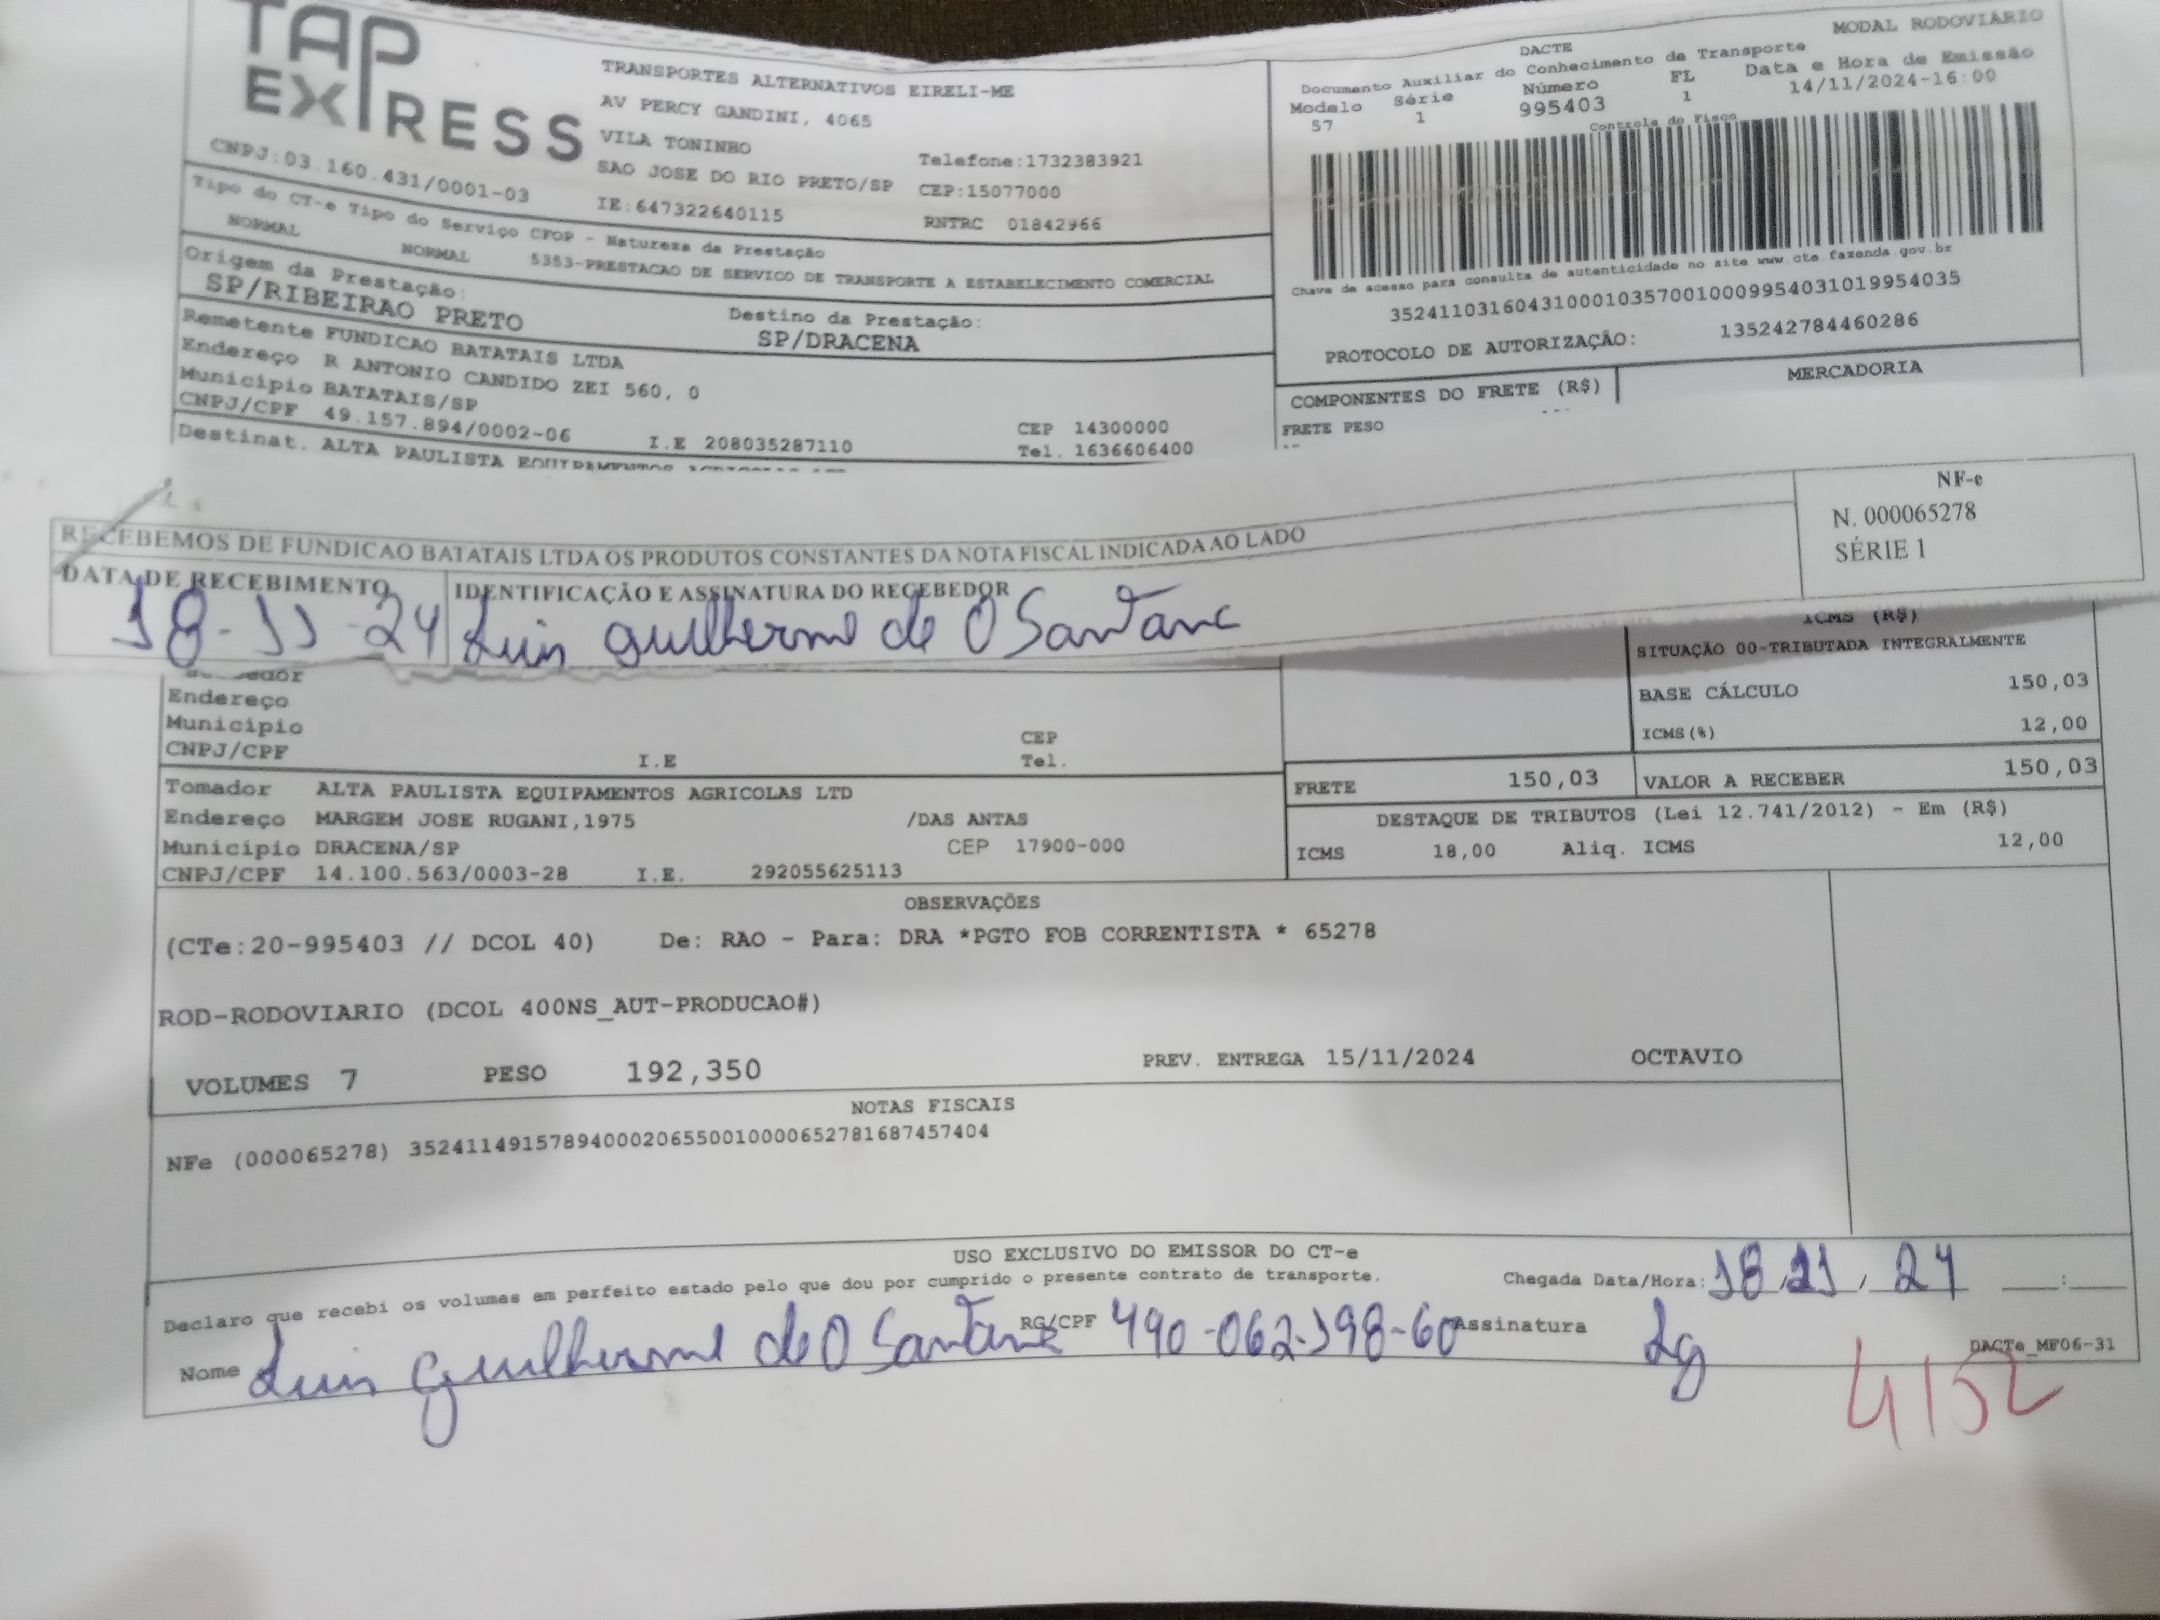 TAP
EXPRESS
TRANSPORTES ALTERNATIVOS EIRELI-ME
AV PERCY GANDINI, 4065
VILA TONINHO
SAO JOSE DO RIO PRETO/SP
IE:647322640115
Telefone:1732383921
CEP:15077000
RNTRC 01842966
CNPJ:03.160.431/0001-03
Tipo do CT-e Tipo do Serviço CFOP - Natureza da Prestação
NORMAL NORMAL 5353-PRESTACAO DE SERVICO DE TRANSPORTE A ESTABELECIMENTO COMERCIAL
Origem da Prestação:
SP/RIBEIRAO PRETO
Destino da Prestação:
SP/DRACENA
Remetente FUNDICAO BATATAIS LTDA
Endereço R ANTONIO CANDIDO ZEI 560, 0
Município BATATAIS/SP
CEP 14300000
CNPJ/CPF 49.157.894/0002-06 I.E 208035287110 Tel. 1636606400
Destinat. ALTA PAULISTA EQUIPAMENTOS
MODAL RODOVIÁRIO
DACTE
Documento Auxiliar do Conhecimento de Transporte
Modelo Série Número FL Data e Hora de Emissão
57 1 995403 1 14/11/2024-16:00
Controle do Fisco
Chave de acesso para consulta de autenticidade no site www.cte.fazenda.gov.br
35241103160431000103570010009954031019954035
PROTOCOLO DE AUTORIZAÇÃO: 135242784460286
COMPONENTES DO FRETE (R$) MERCADORIA
FRETE PESO
RECEBEMOS DE FUNDICAO BATATAIS LTDA OS PRODUTOS CONSTANTES DA NOTA FISCAL INDICADA AO LADO
DATA DE RECEBIMENTO IDENTIFICAÇÃO E ASSINATURA DO RECEBEDOR
18-11-24 Luis guilherme de O Santana
NF-e
N. 000065278
SÉRIE 1
Endereço
Município
CEP
CNPJ/CPF I.E Tel.
ICMS (R$)
SITUAÇÃO 00-TRIBUTADA INTEGRALMENTE
BASE CÁLCULO 150,03
ICMS(%) 12,00
Tomador ALTA PAULISTA EQUIPAMENTOS AGRICOLAS LTD
Endereço MARGEM JOSE RUGANI,1975 /DAS ANTAS
Município DRACENA/SP CEP 17900-000
CNPJ/CPF 14.100.563/0003-28 I.E. 292055625113
FRETE 150,03 VALOR A RECEBER 150,03
DESTAQUE DE TRIBUTOS (Lei 12.741/2012) - Em (R$)
ICMS 18,00 Aliq. ICMS 12,00
OBSERVAÇÕES
(CTe:20-995403 // DCOL 40) De: RAO - Para: DRA *PGTO FOB CORRENTISTA * 65278
ROD-RODOVIARIO (DCOL 400NS_AUT-PRODUCAO#)
VOLUMES 7 PESO 192,350 PREV. ENTREGA 15/11/2024 OCTAVIO
NOTAS FISCAIS
NFe (000065278) 35241149157894000206550010000652781687457404
USO EXCLUSIVO DO EMISSOR DO CT-e
Declaro que recebi os volumes em perfeito estado pelo que dou por cumprido o presente contrato de transporte.
Chegada Data/Hora: 18/11/24 __:__
Nome Luis guilherme de O Santana RG/CPF 490-062-198-60 Assinatura Lg
DACTe_MF06-31
4152